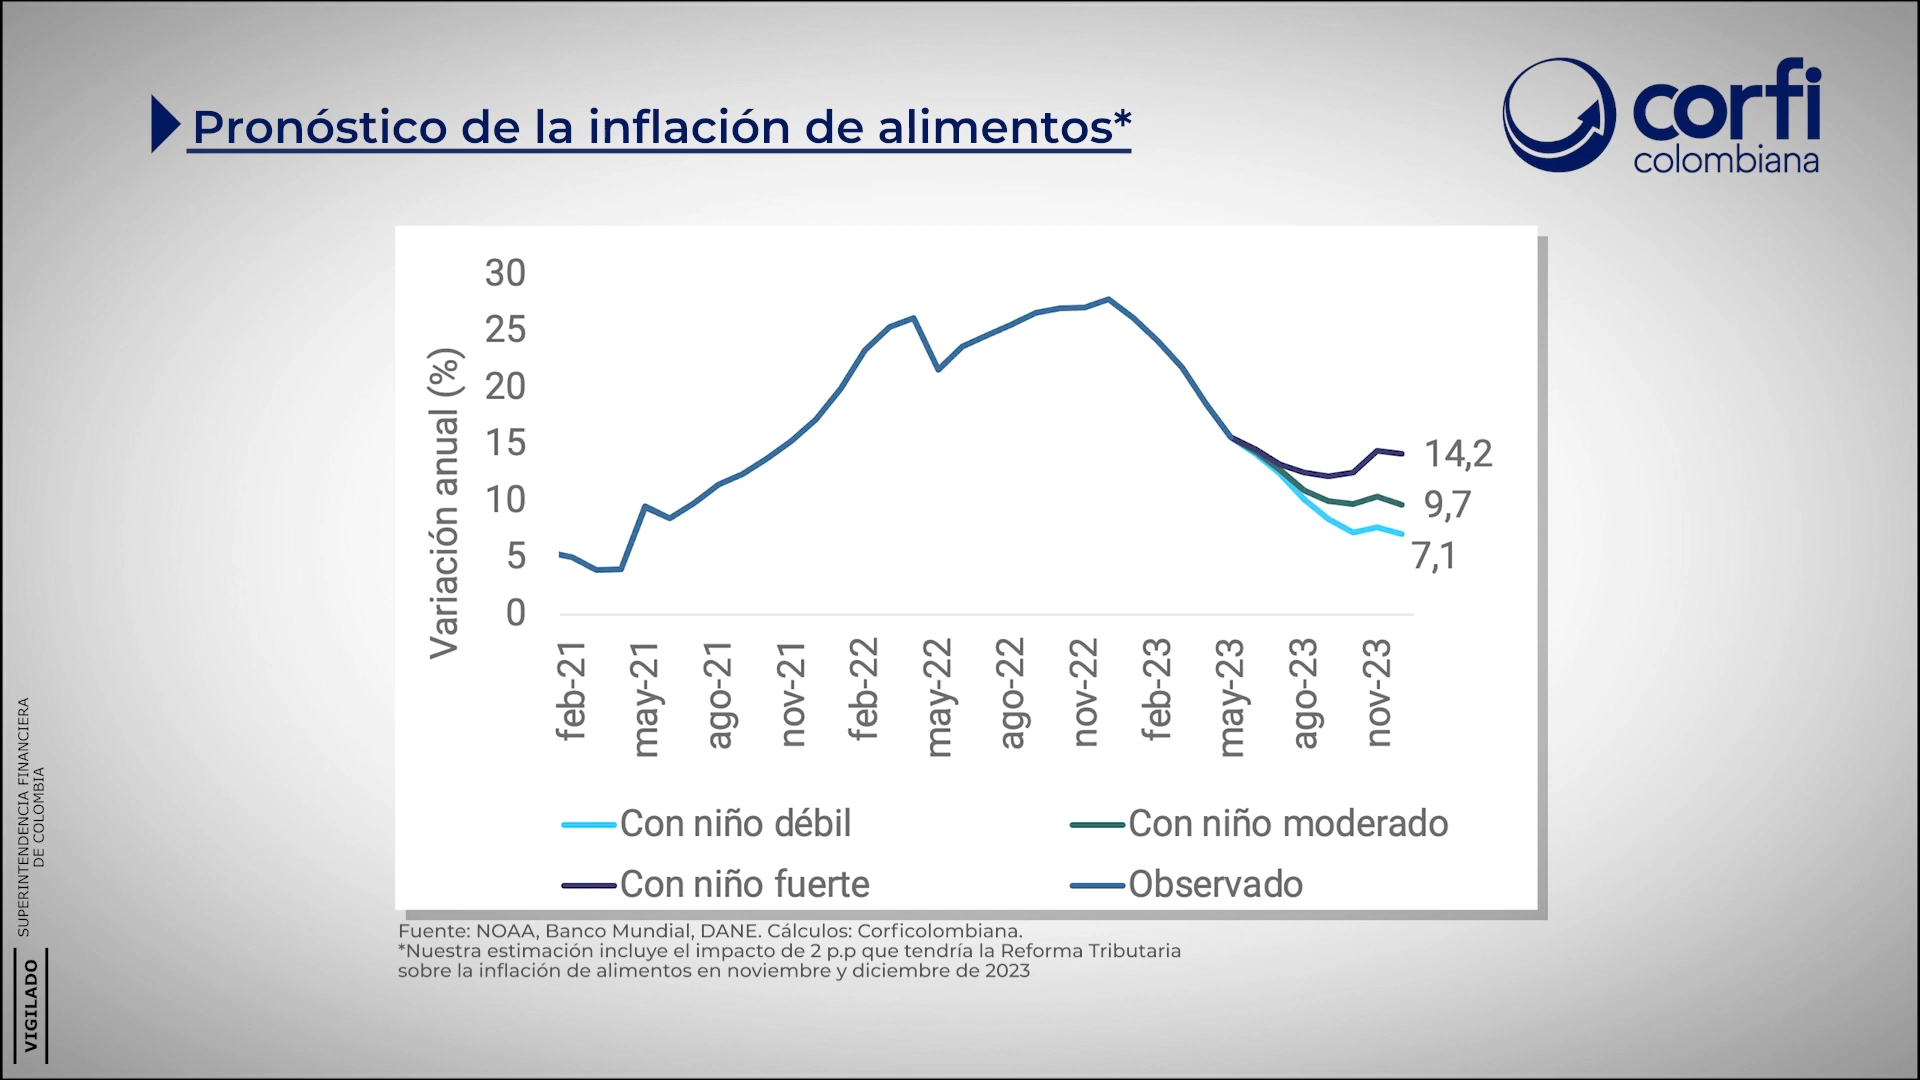 Pronóstico de la inflación de alimentos*
corfi
colombiana
Variación anual (%)
30
25
20
15
10
5
0
14,2
9,7
7,1
feb-21
may-21
ago-21
nov-21
feb-22
may-22
ago-22
nov-22
feb-23
may-23
ago-23
nov-23
Con niño débil
Con niño moderado
Con niño fuerte
Observado
Fuente: NOAA, Banco Mundial, DANE. Cálculos: Corficolombiana.
*Nuestra estimación incluye el impacto de 2 p.p que tendría la Reforma Tributaria
sobre la inflación de alimentos en noviembre y diciembre de 2023
VIGILADO
SUPERINTENDENCIA FINANCIERA
DE COLOMBIA